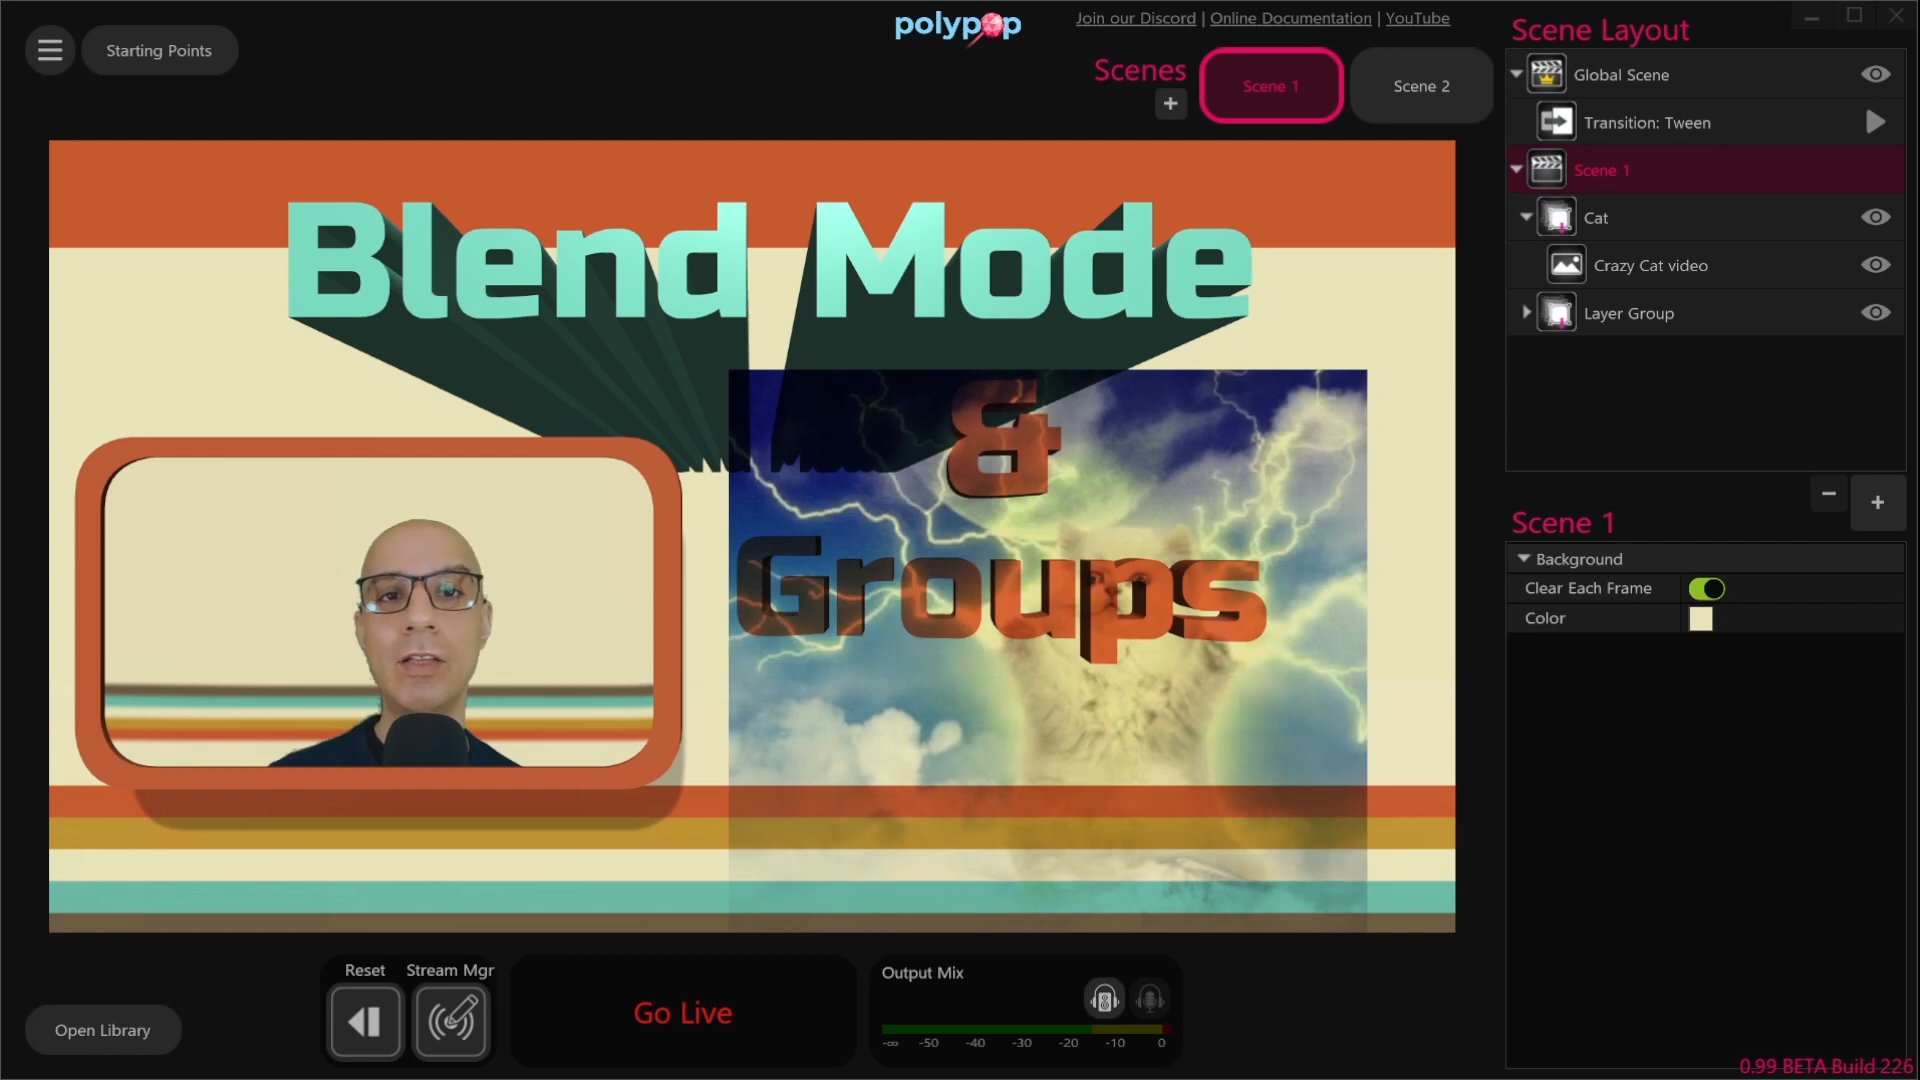 polypop
Join our Discord | Online Documentation | YouTube
Starting Points
Scenes
+
Scene 1
Scene 2
Scene Layout
Global Scene
Transition: Tween
Scene 1
Cat
Crazy Cat video
Layer Group
Blend Mode
&
Groups
Scene 1
Background
Clear Each Frame
Color
Reset
Stream Mgr
Go Live
Output Mix
-∞ -50 -40 -30 -20 -10 0
Open Library
0.99 BETA Build 226